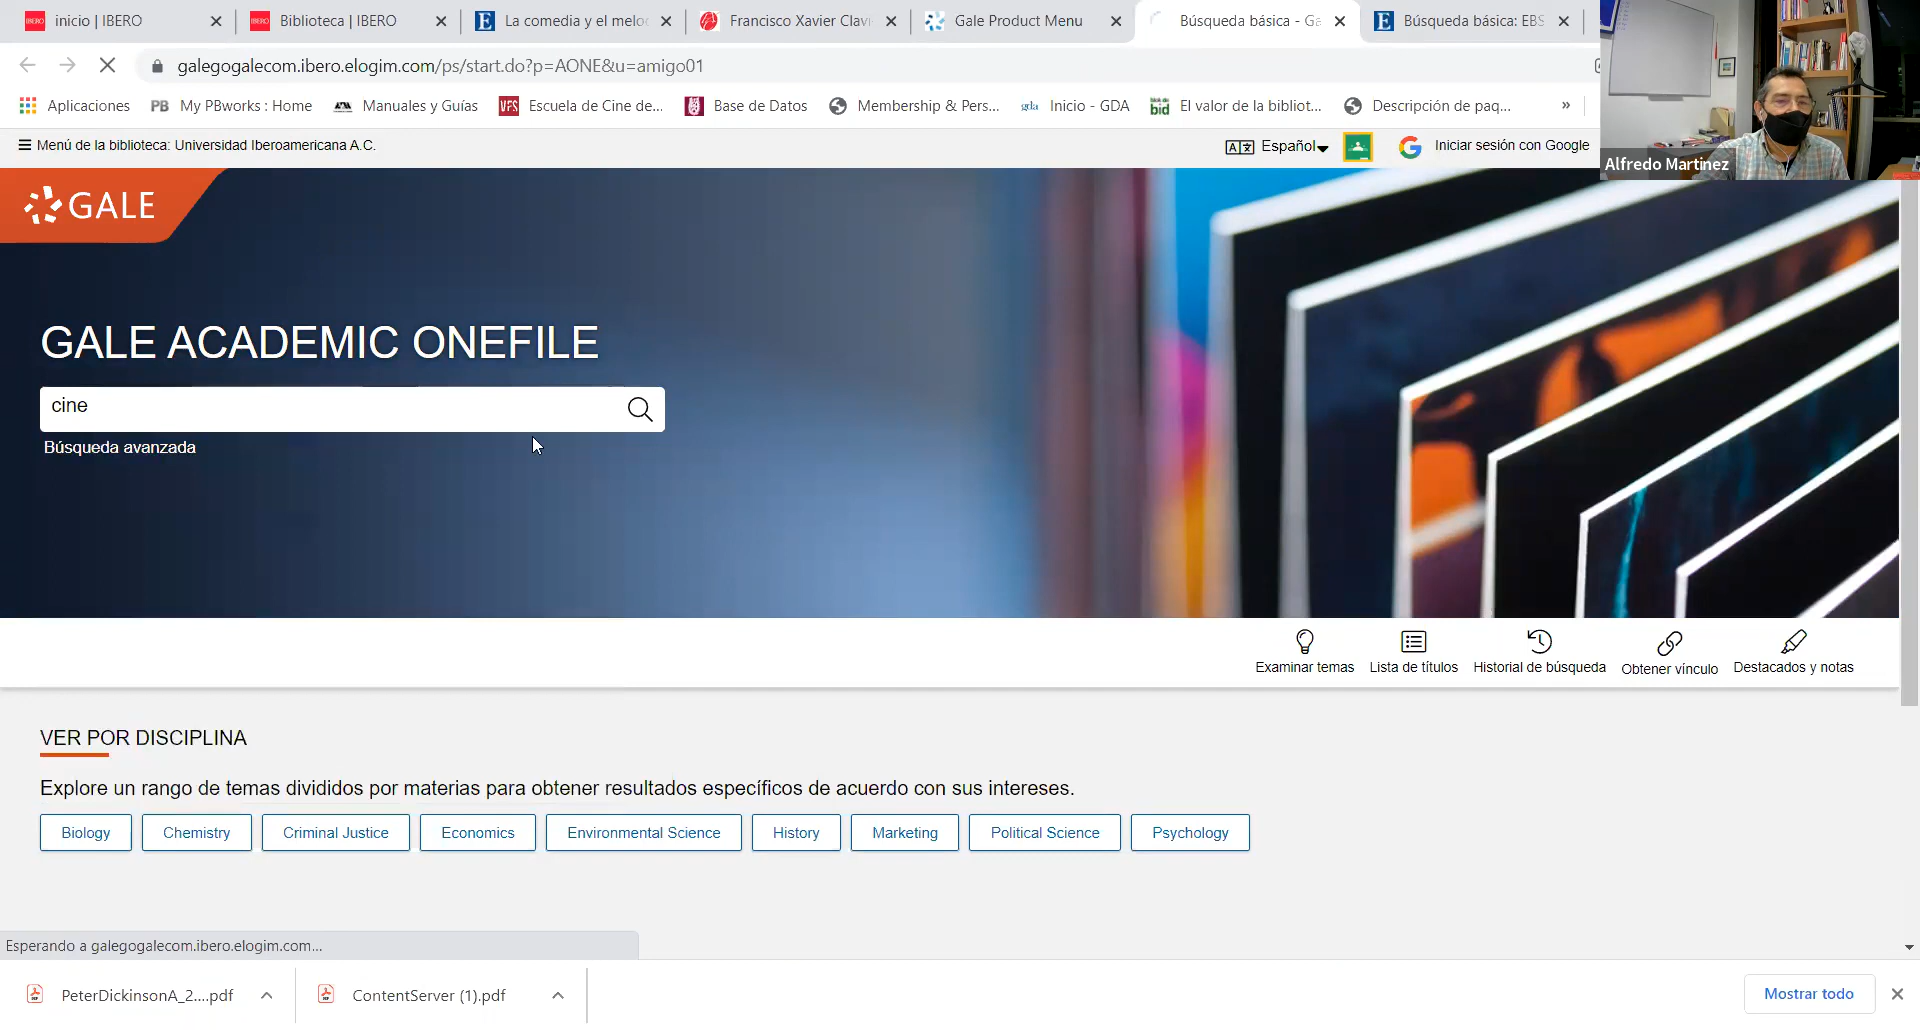 inicio | IBERO
Biblioteca | IBERO
La comedia y el melo
Francisco Xavier Clavi
Gale Product Menu
Búsqueda básica - Ga
Búsqueda básica: EBS
galegogalecom.ibero.elogim.com/ps/start.do?p=AONE&u=amigo01
Aplicaciones
PB My PBworks : Home
Manuales y Guías
Escuela de Cine de...
Base de Datos
Membership & Pers...
gda Inicio - GDA
bid El valor de la bibliot...
Descripción de paq...
»
Menú de la biblioteca: Universidad Iberoamericana A.C.
Español
Iniciar sesión con Google
Alfredo Martinez
GALE
GALE ACADEMIC ONEFILE
cine
Búsqueda avanzada
Examinar temas
Lista de títulos
Historial de búsqueda
Obtener vínculo
Destacados y notas
VER POR DISCIPLINA
Explore un rango de temas divididos por materias para obtener resultados específicos de acuerdo con sus intereses.
Biology
Chemistry
Criminal Justice
Economics
Environmental Science
History
Marketing
Political Science
Psychology
Esperando a galegogalecom.ibero.elogim.com...
PeterDickinsonA_2....pdf
ContentServer (1).pdf
Mostrar todo